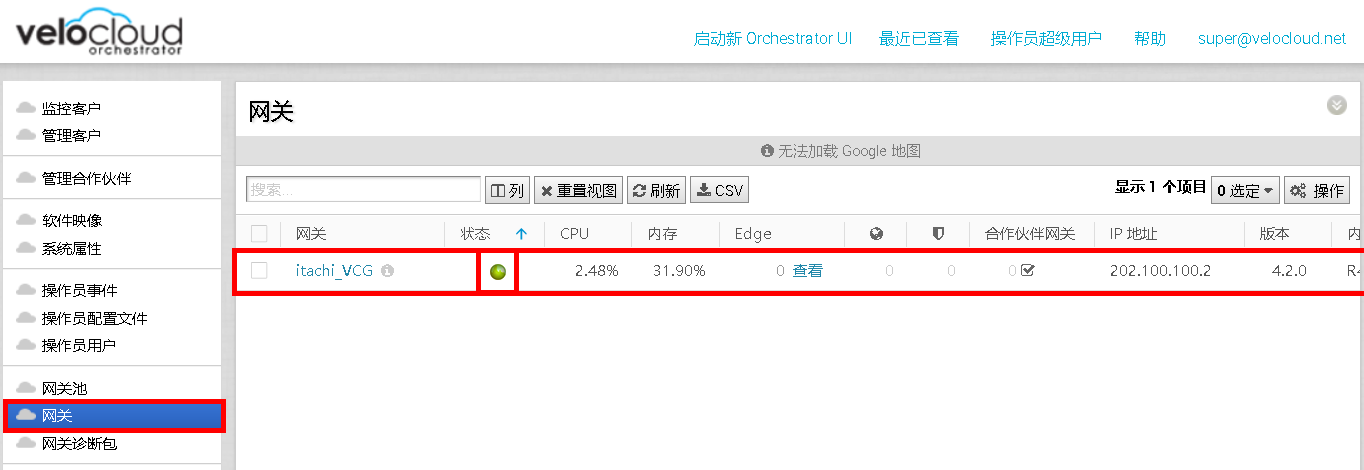 velocloud
orchestrator
启动新 Orchestrator UI 最近已查看 操作员超级用户 帮助 super@velocloud.net
监控客户
管理客户
管理合作伙伴
软件映像
系统属性
操作员事件
操作员配置文件
操作员用户
网关池
网关
网关诊断包
网关
无法加载 Google 地图
搜索... 列 重置视图 刷新 CSV 显示 1 个项目 0 选定 操作
网关 状态 CPU 内存 Edge 合作伙伴网关 IP 地址 版本 内
itachi_VCG 2.48% 31.90% 0 查看 0 0 0 202.100.100.2 4.2.0